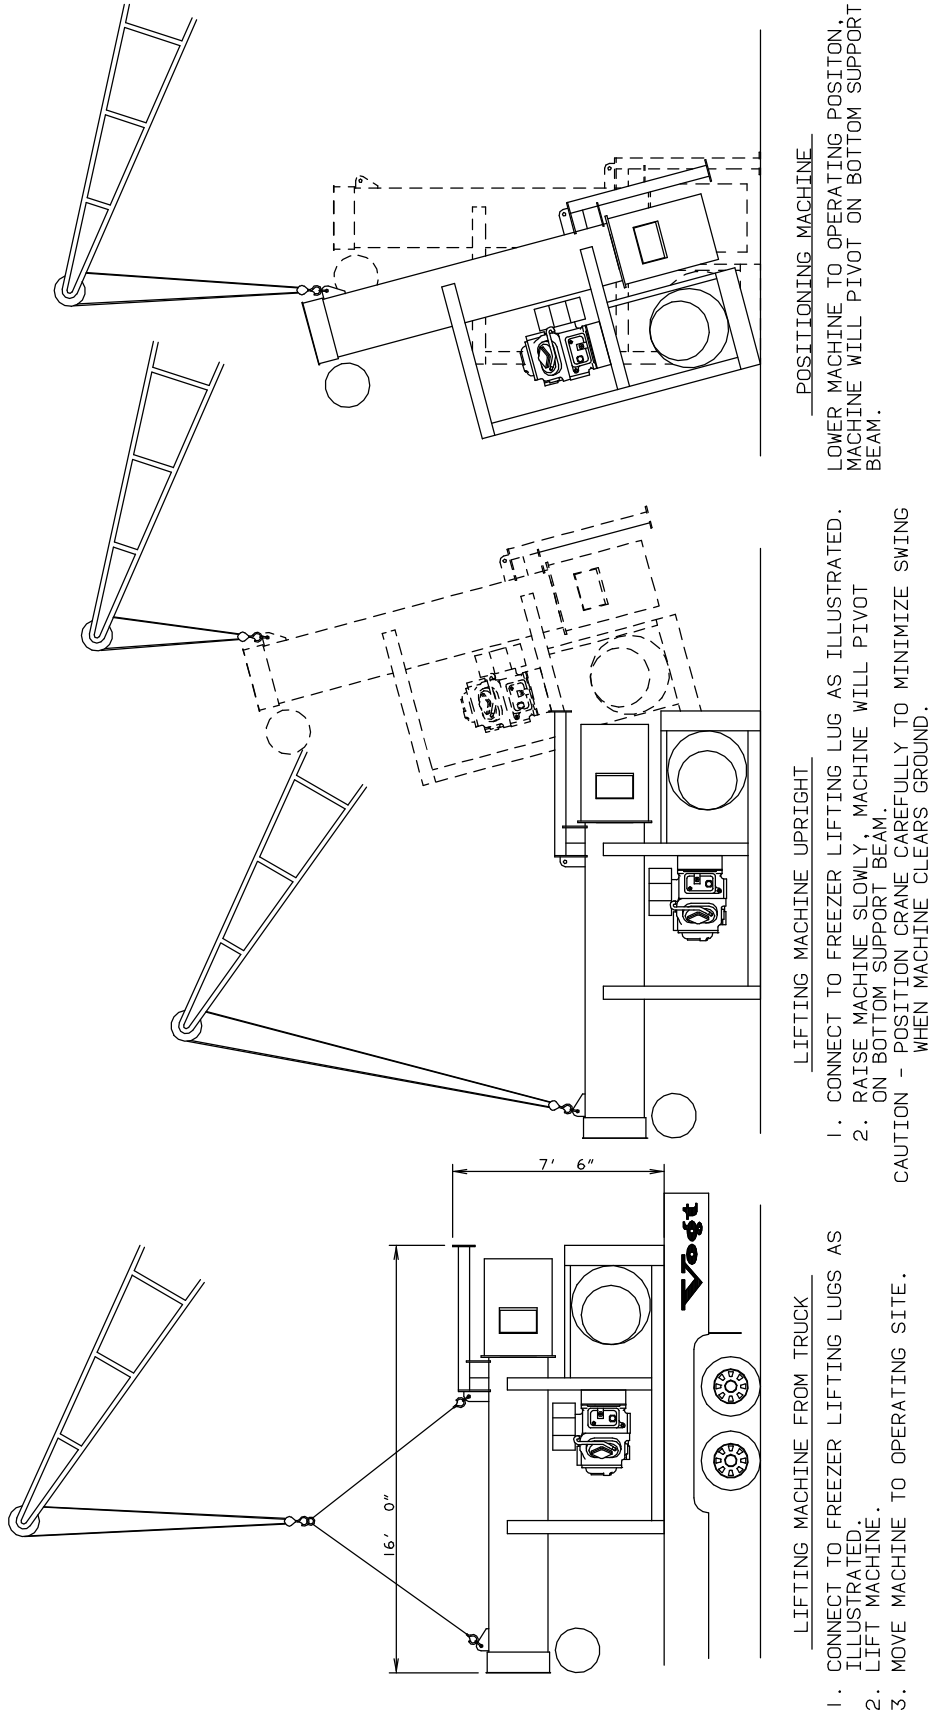 16' 0"
7' 6"
Vogt
LIFTING MACHINE FROM TRUCK
1. CONNECT TO FREEZER LIFTING LUGS AS
ILLUSTRATED.
2. LIFT MACHINE.
3. MOVE MACHINE TO OPERATING SITE.
LIFTING MACHINE UPRIGHT
1. CONNECT TO FREEZER LIFTING LUG AS ILLUSTRATED.
2. RAISE MACHINE SLOWLY, MACHINE WILL PIVOT
ON BOTTOM SUPPORT BEAM.
CAUTION - POSITION CRANE CAREFULLY TO MINIMIZE SWING
WHEN MACHINE CLEARS GROUND.
POSITIONING MACHINE
LOWER MACHINE TO OPERATING POSITON,
MACHINE WILL PIVOT ON BOTTOM SUPPORT
BEAM.